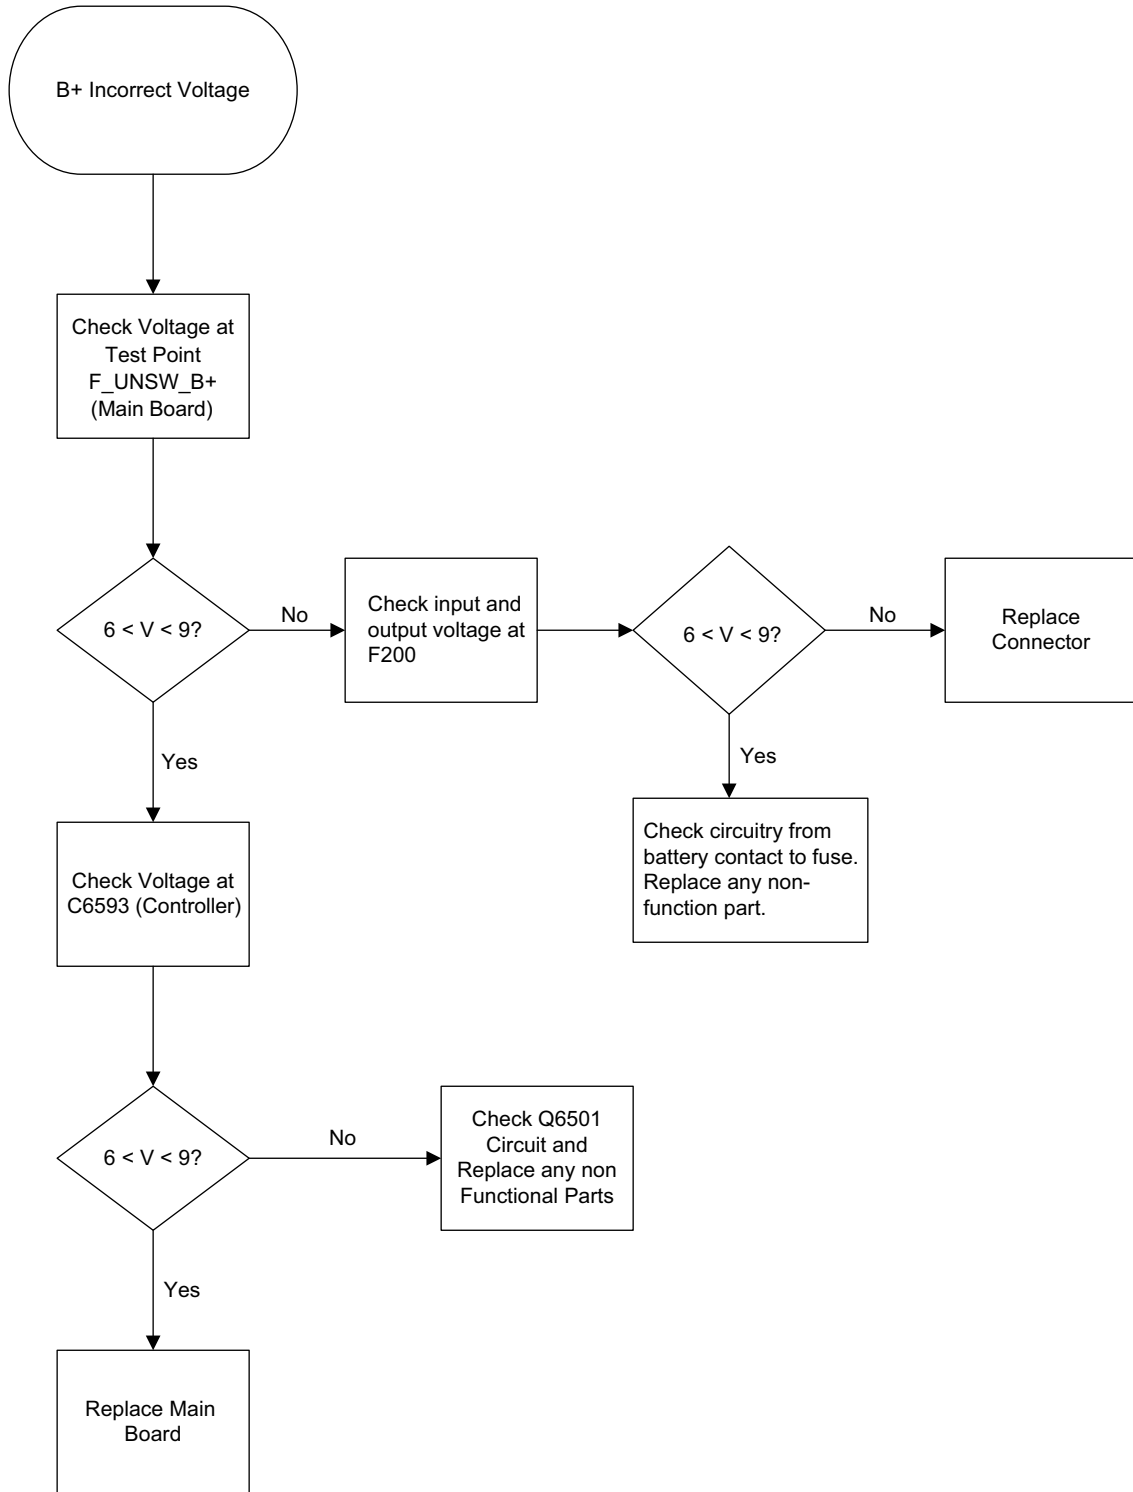 B+ Incorrect Voltage
Check Voltage at
Test Point
F_UNSW_B+
(Main Board)
6 < V < 9?
No
Check input and
output voltage at
F200
6 < V < 9?
No
Replace
Connector
Yes
Yes
Check circuitry from
battery contact to fuse.
Replace any non-
function part.
Check Voltage at
C6593 (Controller)
6 < V < 9?
No
Check Q6501
Circuit and
Replace any non
Functional Parts
Yes
Replace Main
Board